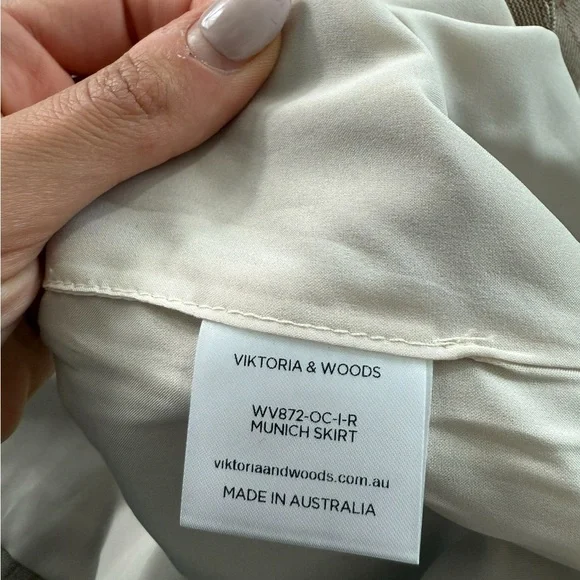 VIKTORIA & WOODS
WV872-OC-I-R
MUNICH SKIRT
viktoriaandwoods.com.au
MADE IN AUSTRALIA